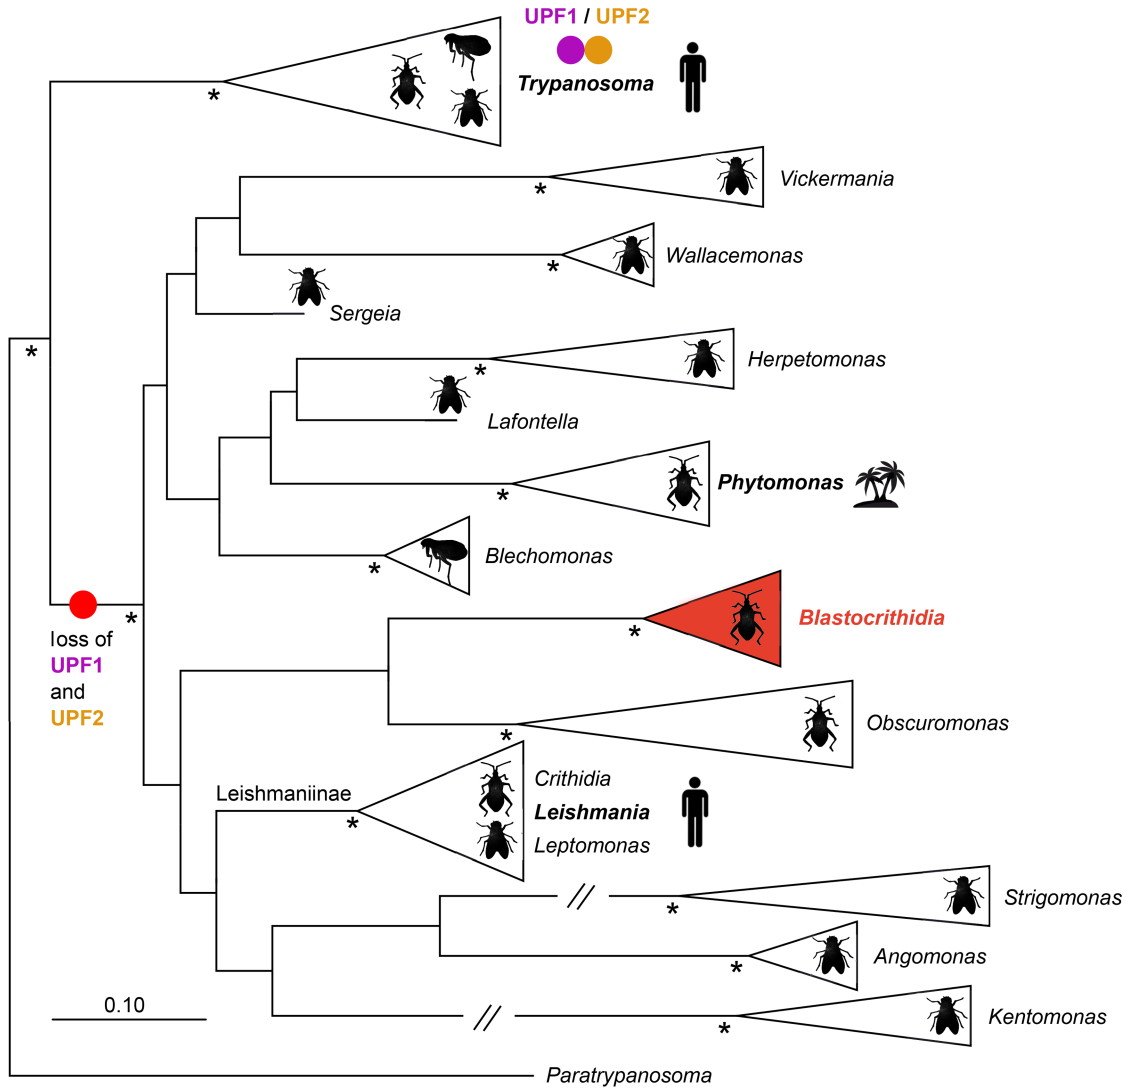 UPF1 / UPF2
Trypanosoma
*
Vickermania
*
Wallacemonas
*
Sergeia
*
Herpetomonas
*
Lafontella
Phytomonas
*
Blechomonas
*
*
loss of
UPF1
and
UPF2
Blastocrithidia
*
Obscuromonas
*
Leishmaniinae
Crithidia
Leishmania
Leptomonas
*
//
Strigomonas
*
Angomonas
*
0.10
//
Kentomonas
*
Paratrypanosoma